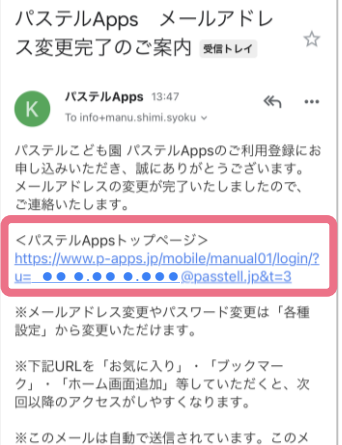 パステルApps　メールアドレ
ス変更完了のご案内 受信トレイ
K
パステルApps 13:47
To info+manu.shimi.syoku
パステルこども園 パステルAppsのご利用登録にお
申し込みいただき、誠にありがとうございます。
メールアドレスの変更が完了いたしましたので、
ご連絡いたします。
＜パステルAppsトップページ＞
https://www.p-apps.jp/mobile/manual01/login/?
u=_●●●.●●●.●●●@passtell.jp&t=3
※メールアドレス変更やパスワード変更は「各種
設定」から変更いただけます。
※下記URLを「お気に入り」・「ブックマー
ク」・「ホーム画面追加」等していただくと、次
回以降のアクセスがしやすくなります。
※このメールは自動で送信されています。このメ